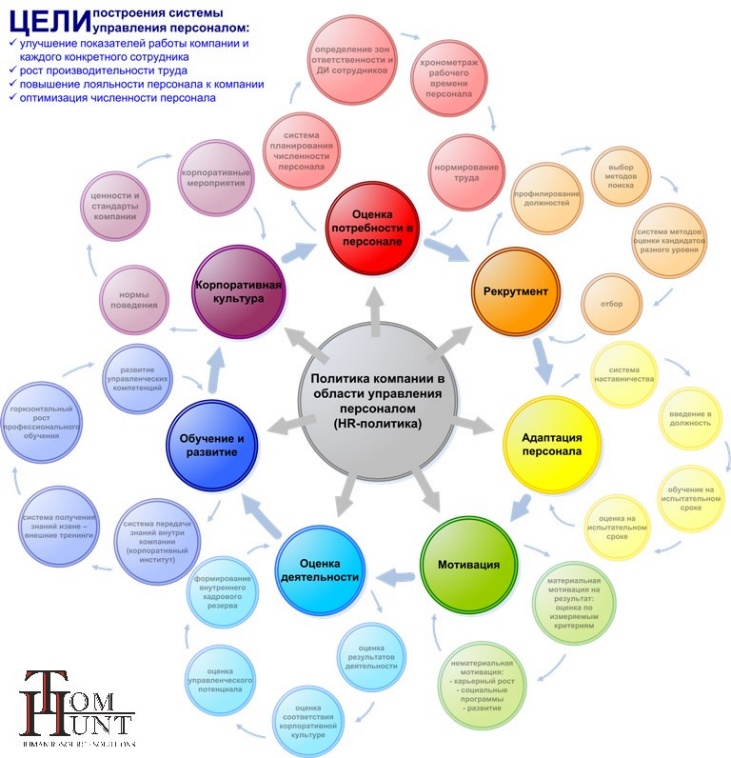 ЦЕЛИ построения системы
управления персоналом:
✓ улучшение показателей работы компании и
каждого конкретного сотрудника
✓ рост производительности труда
✓ повышение лояльности персонала к компании
✓ оптимизация численности персонала
определение зон
ответственности и
ДИ сотрудников
хронометраж
рабочего
времени
персонала
система
планирования
численности
персонала
нормирование
труда
Оценка
потребности в
персонале
профилирование
должностей
выбор
методов
поиска
система методов
оценки кандидатов
разного уровня
отбор
Рекрутмент
корпоративные
мероприятия
ценности и
стандарты
компании
нормы
поведения
Корпоративная
культура
Политика компании в
области управления
персоналом
(HR-политика)
система
наставничества
введение в
должность
обучение на
испытательном
сроке
оценка на
испытательном
сроке
Адаптация
персонала
развитие
управленческих
компетенций
горизонтальный
рост
профессионального
обучения
система получения
знаний извне –
внешние тренинги
система передачи
знаний внутри
компании
(корпоративный
институт)
Обучение и
развитие
Оценка
деятельности
Мотивация
материальная
мотивация на
результат:
оценка по
измеряемым
критериям
нематериальная
мотивация:
- карьерный рост
- социальные
программы
- развитие
формирование
внутреннего
кадрового
резерва
оценка
результатов
деятельности
оценка
управленческого
потенциала
оценка
соответствия
корпоративной
культуре
TOM
HUNT
HUMAN RESOURCE SOLUTIONS